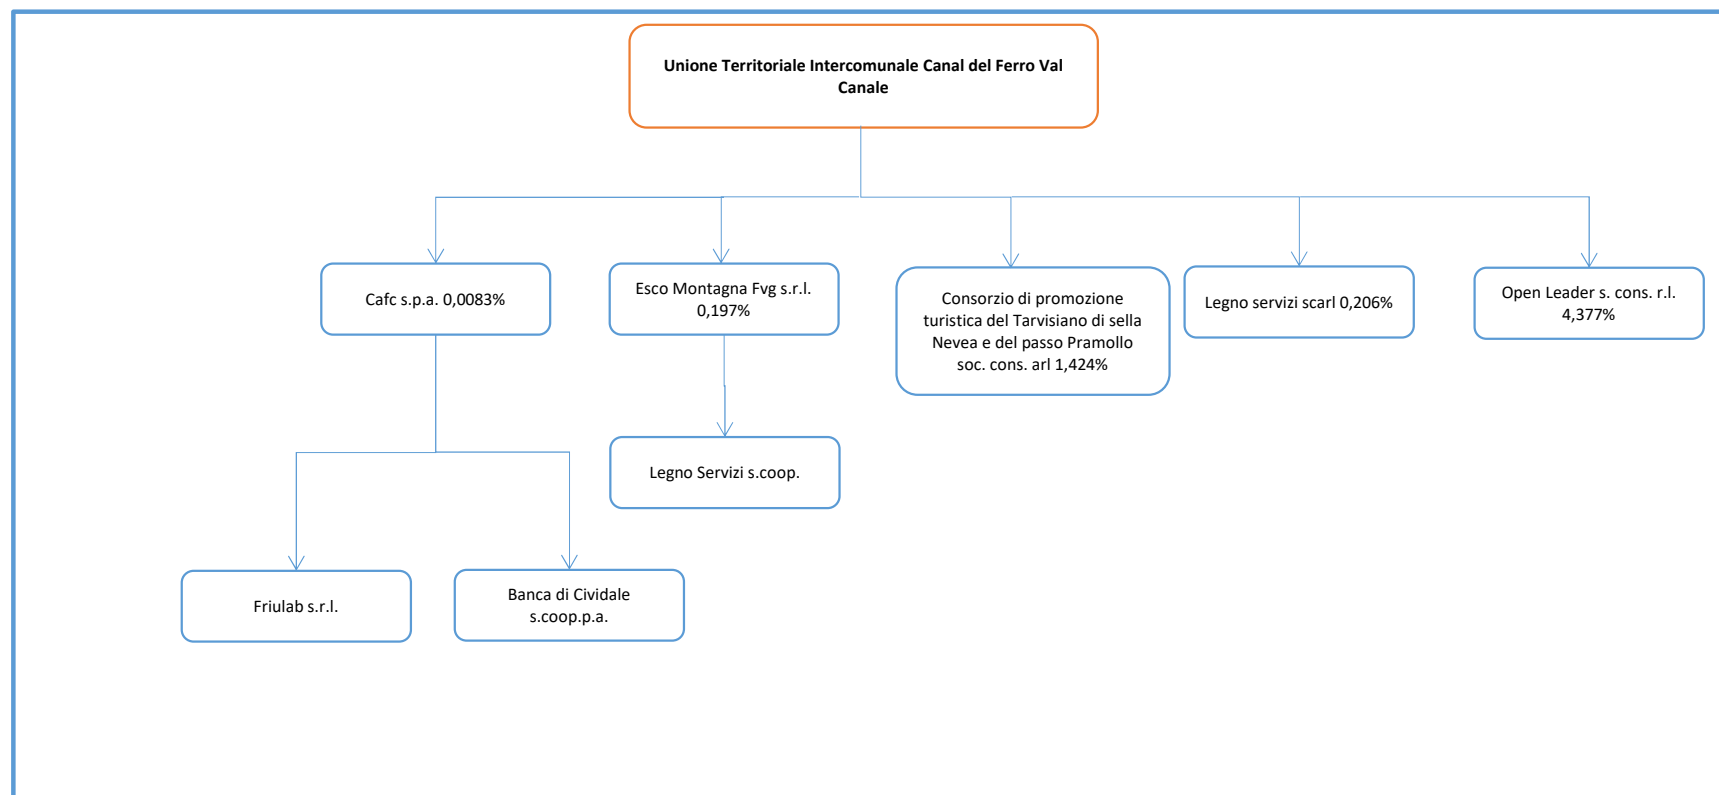 Unione Territoriale Intercomunale Canal del Ferro Val
Canale
Cafc s.p.a. 0,0083%
Esco Montagna Fvg s.r.l.
0,197%
Consorzio di promozione
turistica del Tarvisiano di sella
Nevea e del passo Pramollo
soc. cons. arl 1,424%
Legno servizi scarl 0,206%
Open Leader s. cons. r.l.
4,377%
Legno Servizi s.coop.
Friulab s.r.l.
Banca di Cividale
s.coop.p.a.